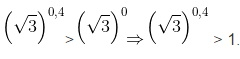 (√3)^{0,4} > (√3)^0 ⇒ (√3)^{0,4} > 1.